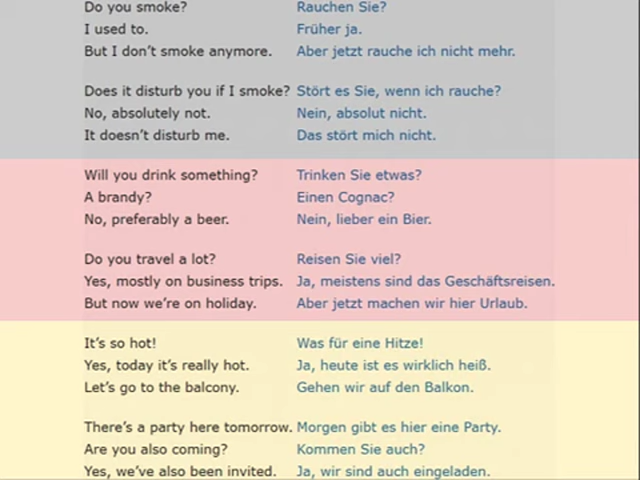 Do you smoke? Rauchen Sie?
I used to. Früher ja.
But I don't smoke anymore. Aber jetzt rauche ich nicht mehr.
Does it disturb you if I smoke? Stört es Sie, wenn ich rauche?
No, absolutely not. Nein, absolut nicht.
It doesn't disturb me. Das stört mich nicht.
Will you drink something? Trinken Sie etwas?
A brandy? Einen Cognac?
No, preferably a beer. Nein, lieber ein Bier.
Do you travel a lot? Reisen Sie viel?
Yes, mostly on business trips. Ja, meistens sind das Geschäftsreisen.
But now we're on holiday. Aber jetzt machen wir hier Urlaub.
It's so hot! Was für eine Hitze!
Yes, today it's really hot. Ja, heute ist es wirklich heiß.
Let's go to the balcony. Gehen wir auf den Balkon.
There's a party here tomorrow. Morgen gibt es hier eine Party.
Are you also coming? Kommen Sie auch?
Yes, we've also been invited. Ja, wir sind auch eingeladen.